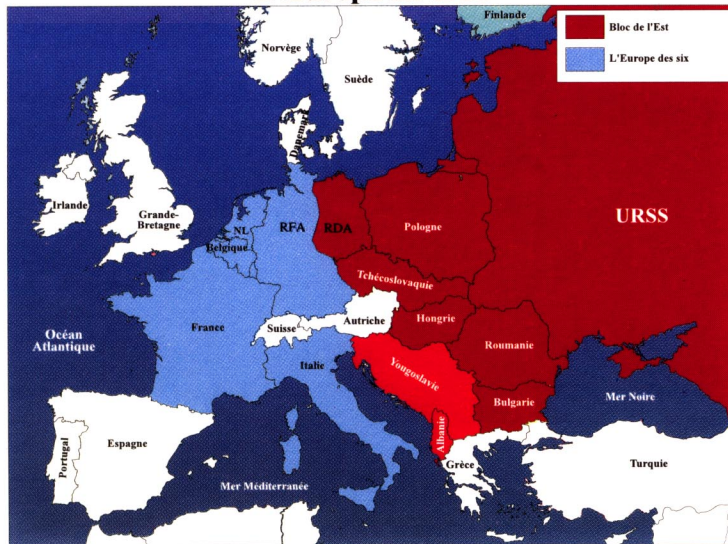 Finlande
Bloc de l'Est
L'Europe des six
Norvège
Suède
Danemark
Irlande
Grande-
Bretagne
NL
Belgique
RFA
RDA
Pologne
URSS
Tchécoslovaquie
France
Suisse
Autriche
Hongrie
Roumanie
Océan
Atlantique
Italie
Yougoslavie
Bulgarie
Mer Noire
Portugal
Espagne
Albanie
Grèce
Turquie
Mer Méditerranée